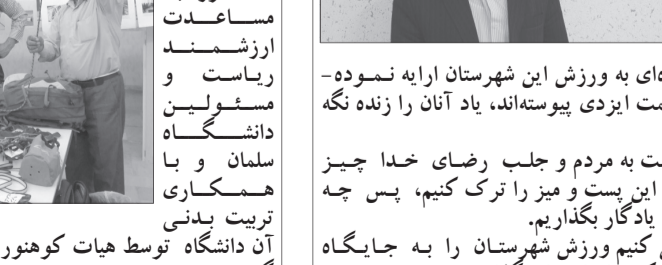 ه‌ای به ورزش این شهرستان ارایه نموده-
مت ایزدی پیوسته‌اند، یاد آنان را زنده نگه
ت به مردم و جلب رضای خدا چیز
این پست و میز را ترک کنیم، پس چه
یادگار بگذاریم.
کنیم ورزش شهرستان را به جایگاه
مساعدت
ارزشمند
ریاست و
مسئولین
دانشگاه
سلمان و با
همکاری
تربیت بدنی
آن دانشگاه توسط هیات کوهنور